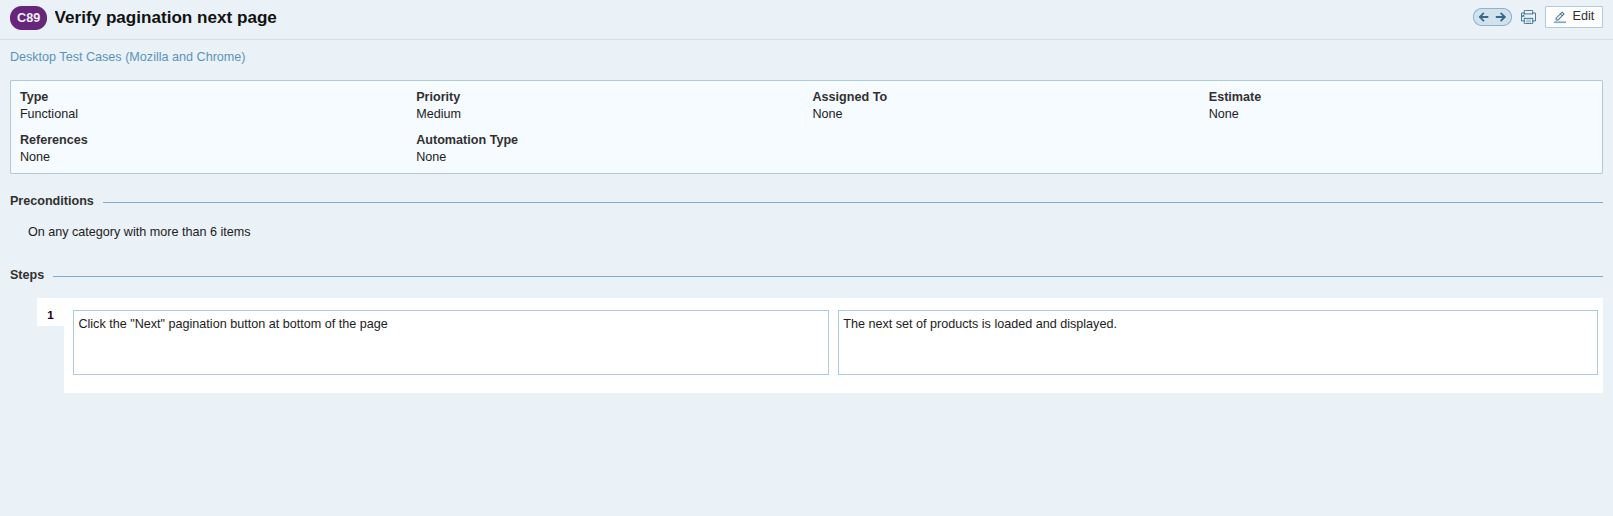 C89 Verify pagination next page
Edit
Desktop Test Cases (Mozilla and Chrome)
Type Priority Assigned To Estimate
Functional Medium None None
References Automation Type
None None
Preconditions
On any category with more than 6 items
Steps
1
Click the "Next" pagination button at bottom of the page
The next set of products is loaded and displayed.